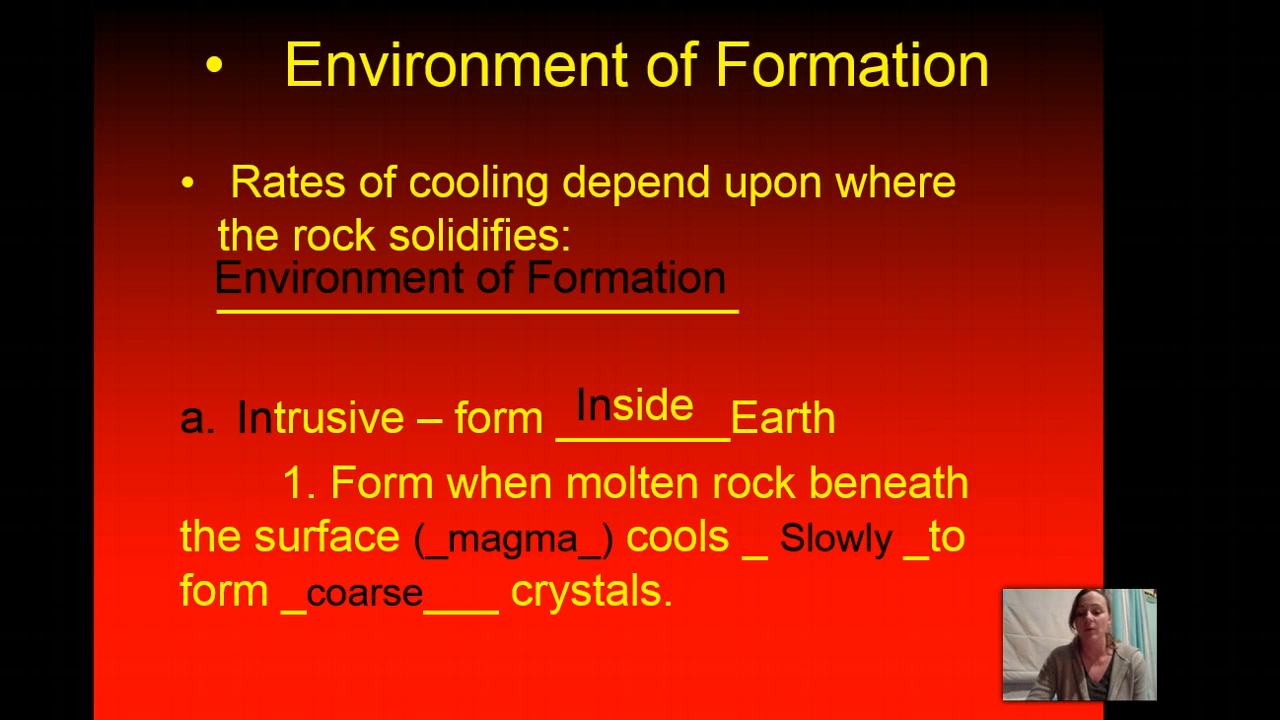 • Environment of Formation
• Rates of cooling depend upon where
the rock solidifies:
Environment of Formation
a. Intrusive – form Inside Earth
1. Form when molten rock beneath
the surface (_magma_) cools _ Slowly _to
form _coarse___ crystals.